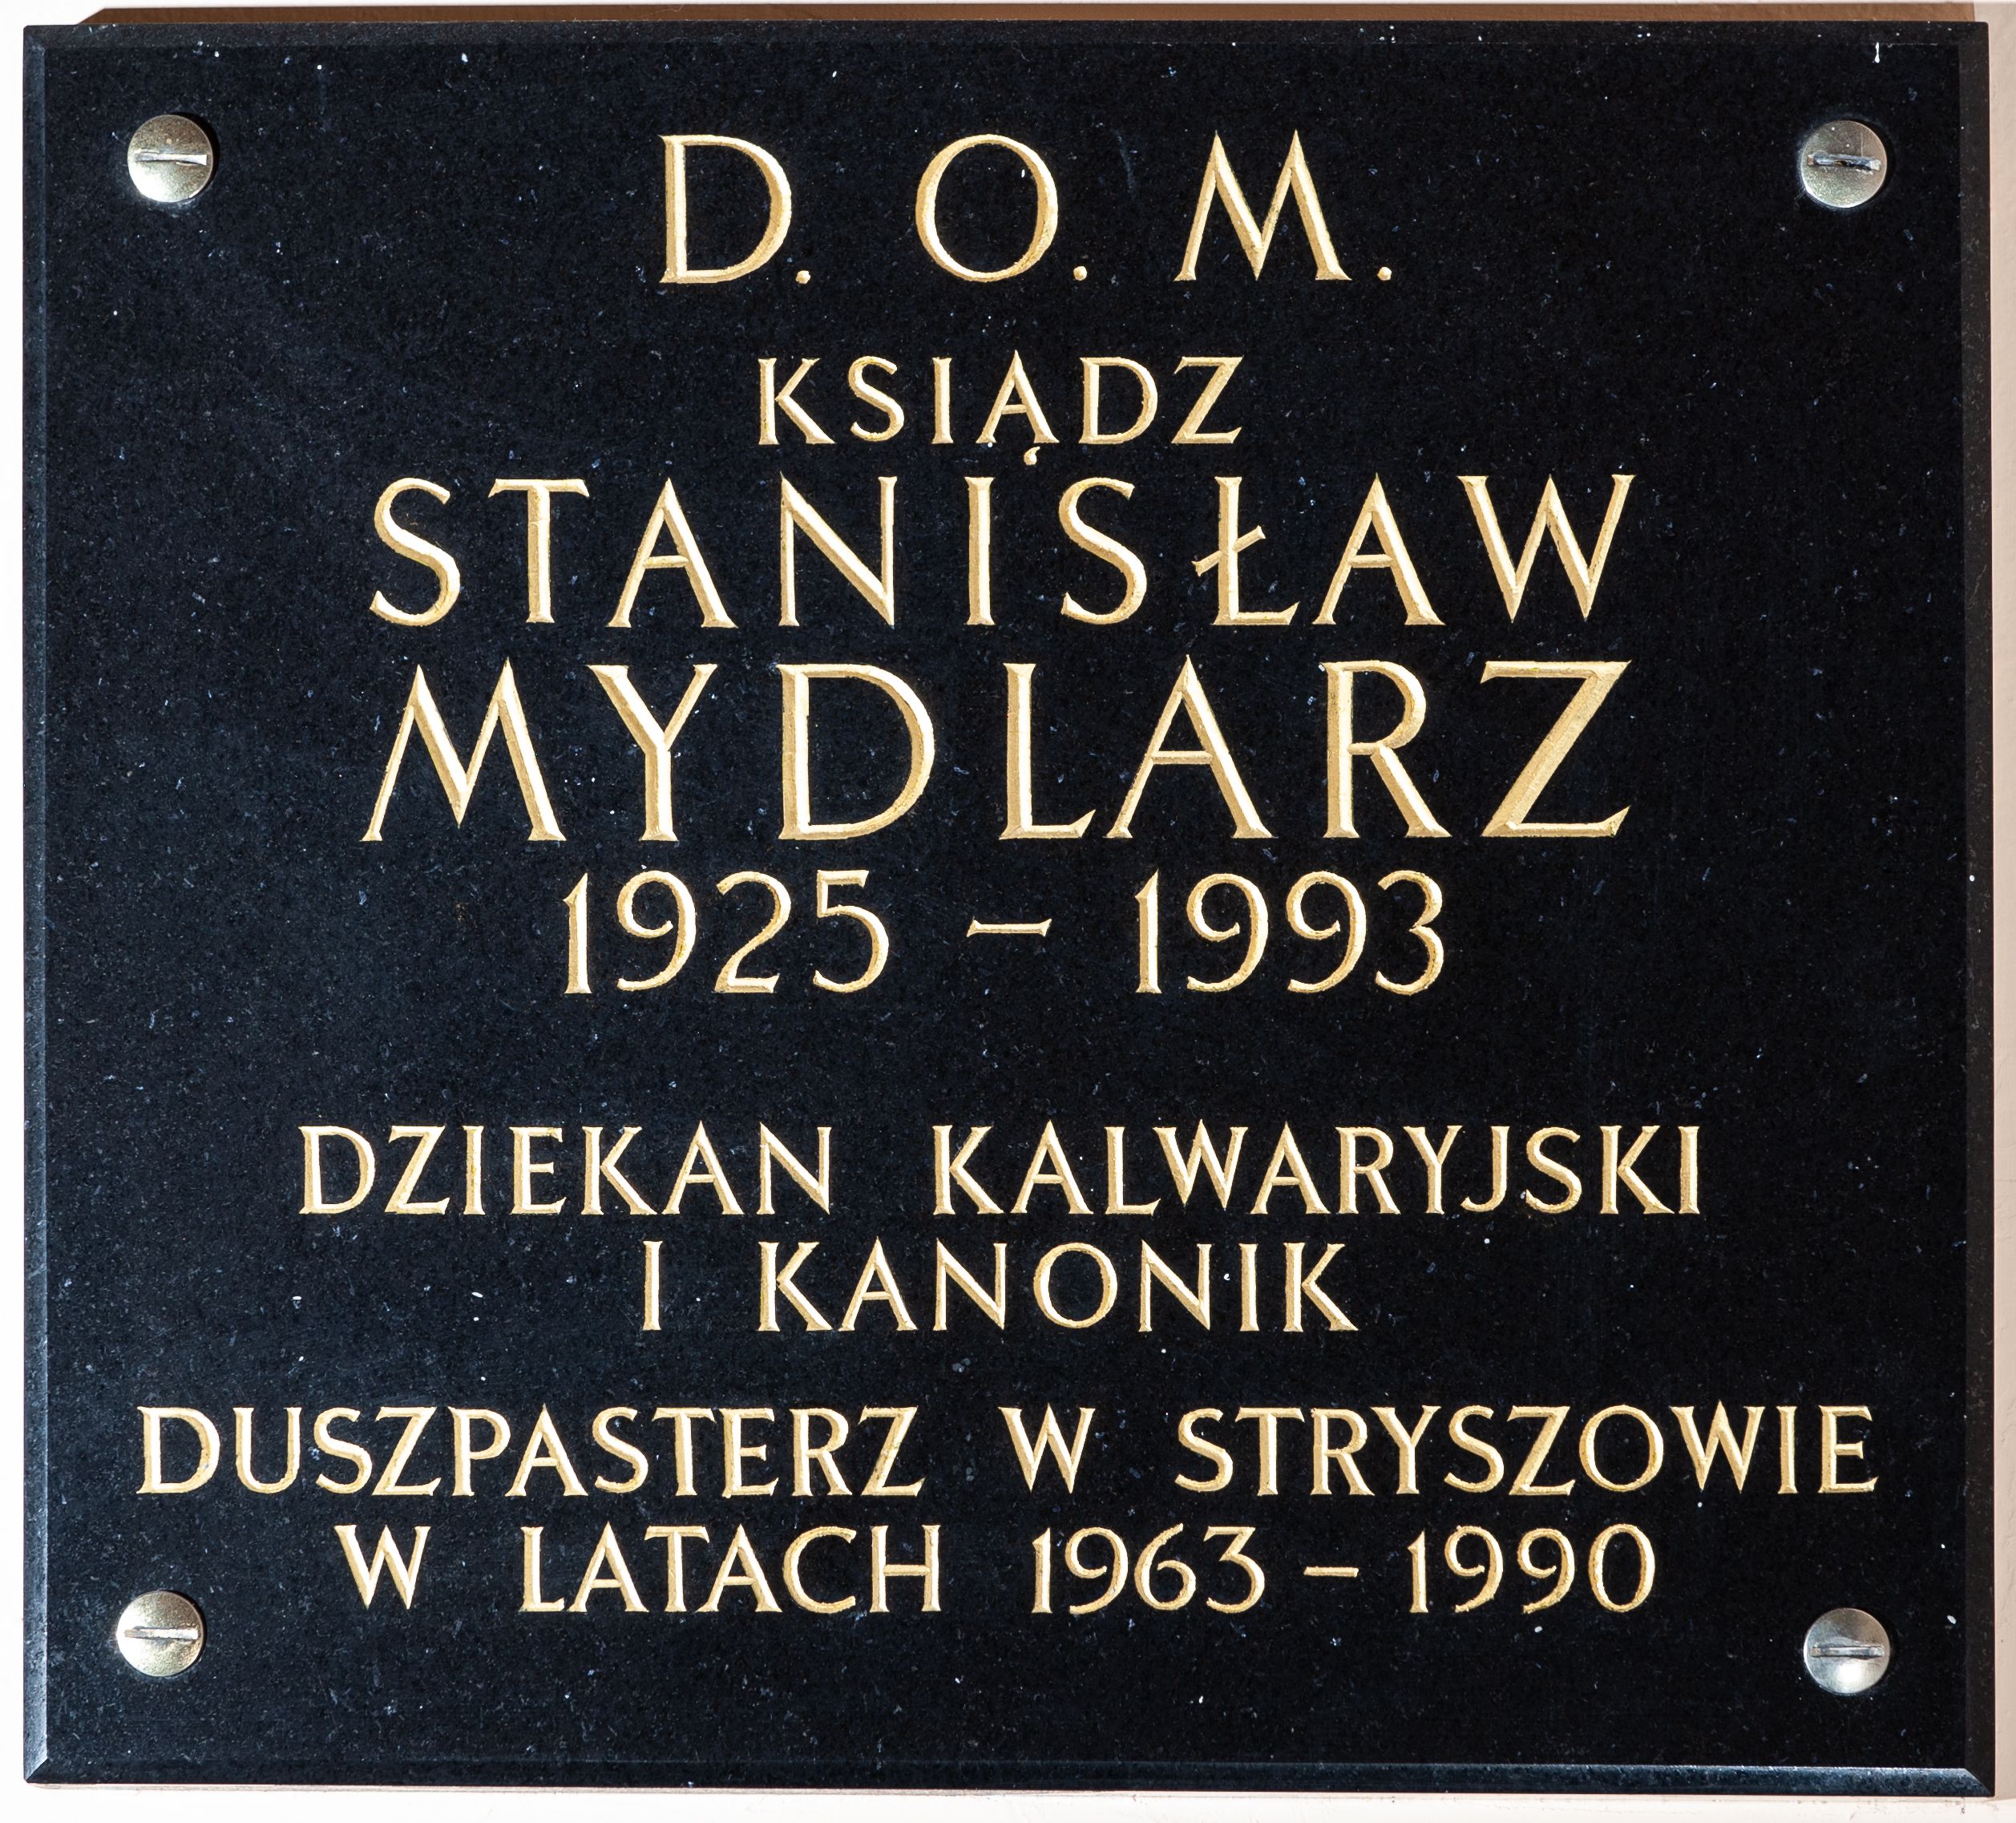 D. O. M.
KSIĄDZ
STANISŁAW
MYDLARZ
1925 – 1993
DZIEKAN KALWARYJSKI
I KANONIK
DUSZPASTERZ W STRYSZOWIE
W LATACH 1963 – 1990